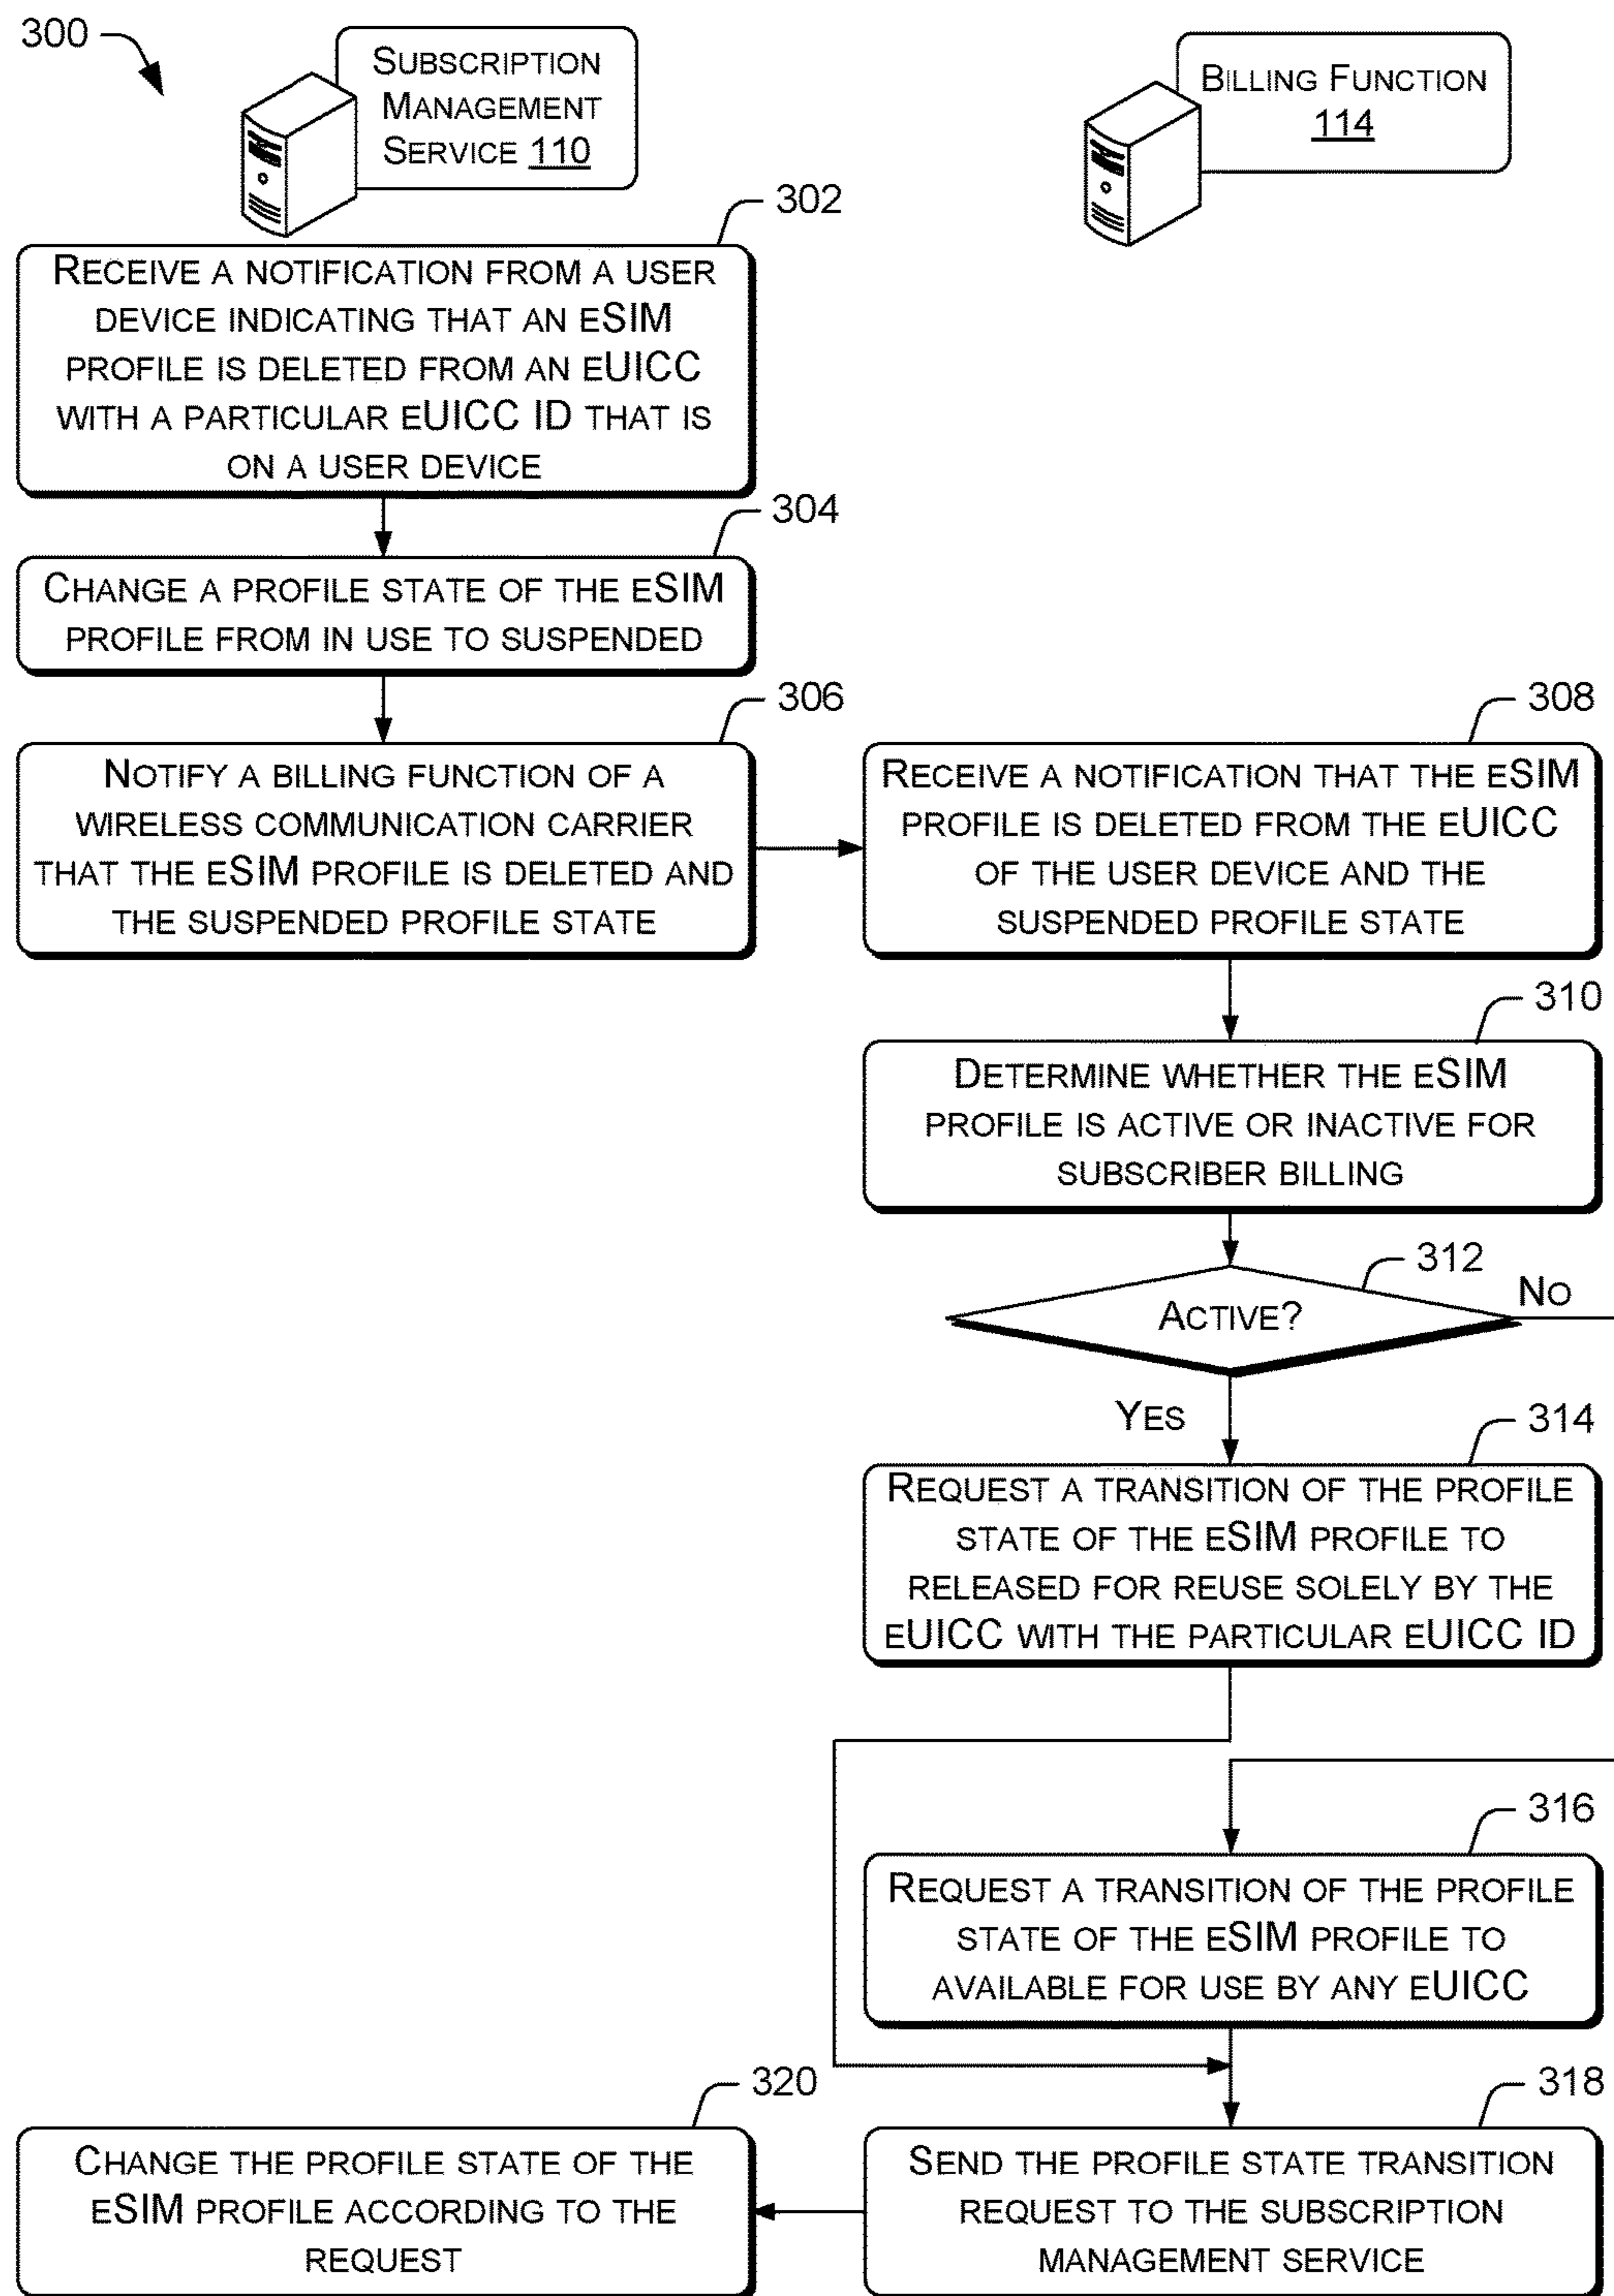 300
SUBSCRIPTION
MANAGEMENT
SERVICE 110
BILLING FUNCTION
114
302
RECEIVE A NOTIFICATION FROM A USER
DEVICE INDICATING THAT AN ESIM
PROFILE IS DELETED FROM AN EUICC
WITH A PARTICULAR EUICC ID THAT IS
ON A USER DEVICE
304
CHANGE A PROFILE STATE OF THE ESIM
PROFILE FROM IN USE TO SUSPENDED
306
NOTIFY A BILLING FUNCTION OF A
WIRELESS COMMUNICATION CARRIER
THAT THE ESIM PROFILE IS DELETED AND
THE SUSPENDED PROFILE STATE
308
RECEIVE A NOTIFICATION THAT THE ESIM
PROFILE IS DELETED FROM THE EUICC
OF THE USER DEVICE AND THE
SUSPENDED PROFILE STATE
310
DETERMINE WHETHER THE ESIM
PROFILE IS ACTIVE OR INACTIVE FOR
SUBSCRIBER BILLING
312
ACTIVE?
NO
YES
314
REQUEST A TRANSITION OF THE PROFILE
STATE OF THE ESIM PROFILE TO
RELEASED FOR REUSE SOLELY BY THE
EUICC WITH THE PARTICULAR EUICC ID
316
REQUEST A TRANSITION OF THE PROFILE
STATE OF THE ESIM PROFILE TO
AVAILABLE FOR USE BY ANY EUICC
318
SEND THE PROFILE STATE TRANSITION
REQUEST TO THE SUBSCRIPTION
MANAGEMENT SERVICE
320
CHANGE THE PROFILE STATE OF THE
ESIM PROFILE ACCORDING TO THE
REQUEST